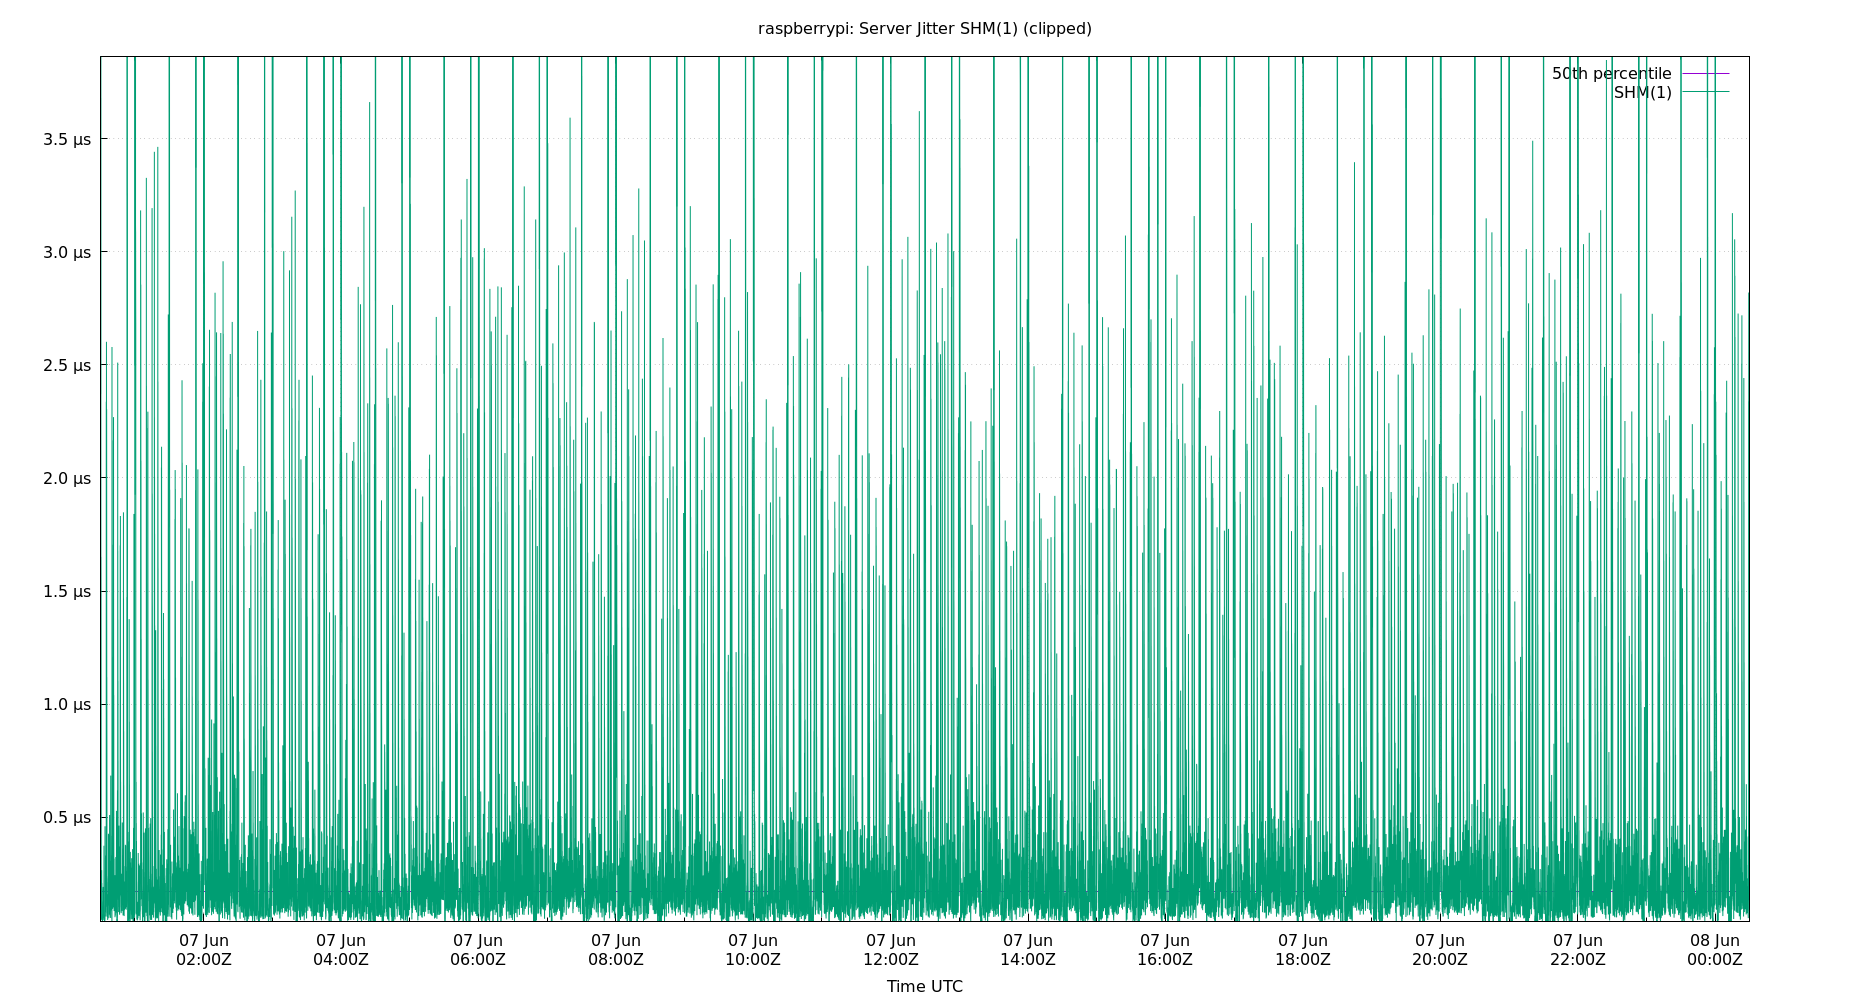 raspberrypi: Server Jitter SHM(1) (clipped)
50th percentile
SHM(1)
3.5 µs
3.0 µs
2.5 µs
2.0 µs
1.5 µs
1.0 µs
0.5 µs
07 Jun 07 Jun 07 Jun 07 Jun 07 Jun 07 Jun 07 Jun 07 Jun 07 Jun 07 Jun 07 Jun 08 Jun
02:00Z 04:00Z 06:00Z 08:00Z 10:00Z 12:00Z 14:00Z 16:00Z 18:00Z 20:00Z 22:00Z 00:00Z
Time UTC